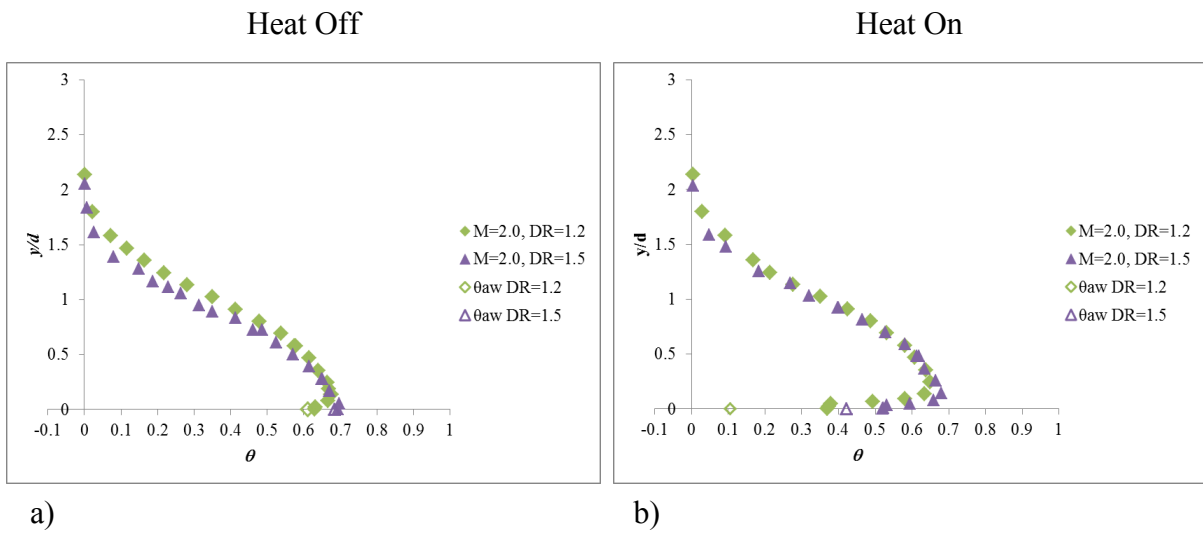 Heat Off
Heat On
3
2.5
2
1.5
1
0.5
0
-0.1 0 0.1 0.2 0.3 0.4 0.5 0.6 0.7 0.8 0.9 1
y/d
θ
M=2.0, DR=1.2
M=2.0, DR=1.5
θaw DR=1.2
θaw DR=1.5
3
2.5
2
1.5
1
0.5
0
-0.1 0 0.1 0.2 0.3 0.4 0.5 0.6 0.7 0.8 0.9 1
y/d
θ
M=2.0, DR=1.2
M=2.0, DR=1.5
θaw DR=1.2
θaw DR=1.5
a)
b)